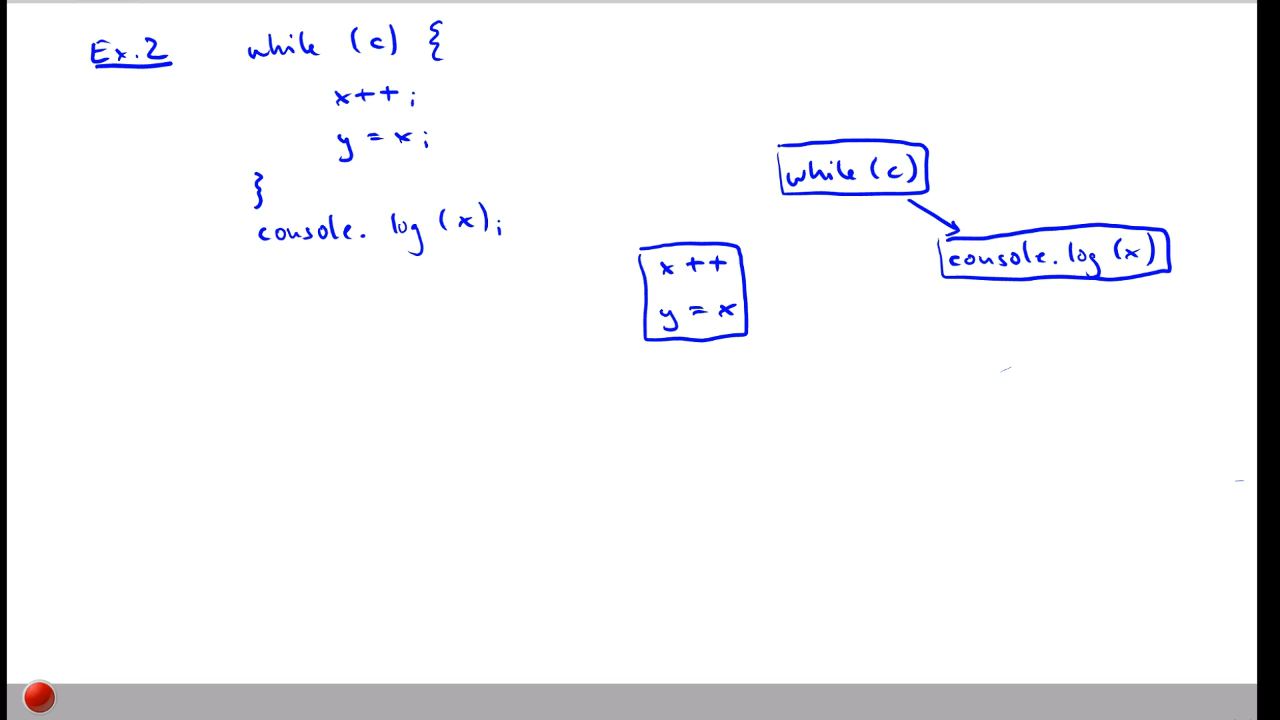 Ex.2 while (c) {
x++;
y = x;
}
console.log(x);
while (c)
console.log(x)
x++
y = x